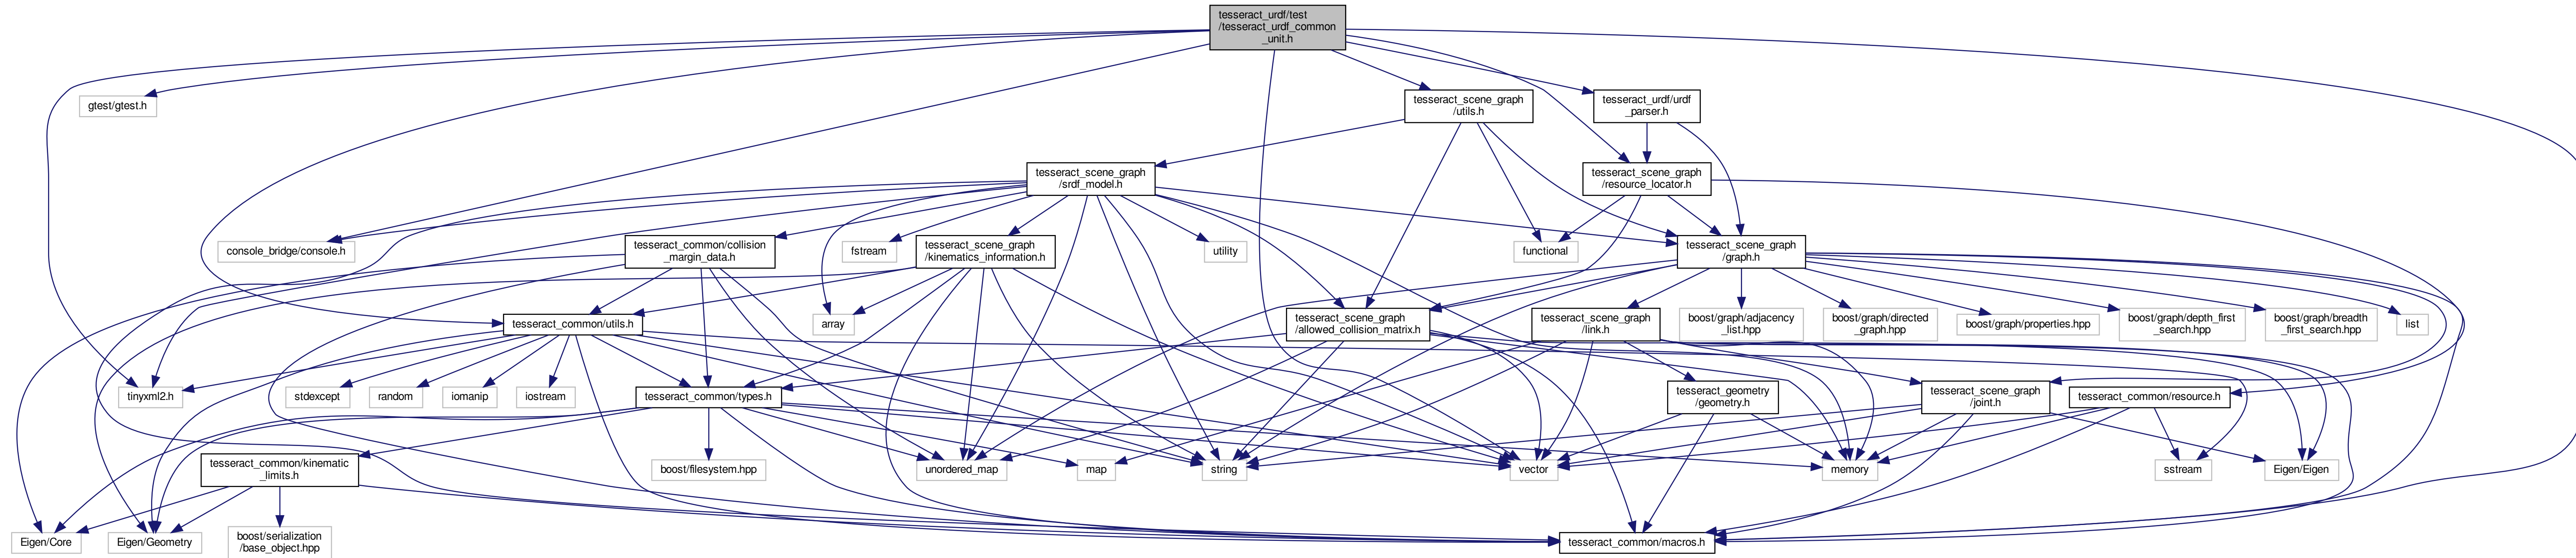 tesseract_urdf/test
/tesseract_urdf_common
_unit.h
gtest/gtest.h
tesseract_scene_graph
/utils.h
tesseract_urdf/urdf
_parser.h
tesseract_scene_graph
/srdf_model.h
tesseract_scene_graph
/resource_locator.h
console_bridge/console.h
tesseract_common/collision
_margin_data.h
fstream
tesseract_scene_graph
/kinematics_information.h
utility
functional
tesseract_scene_graph
/graph.h
tesseract_common/utils.h
array
tesseract_scene_graph
/allowed_collision_matrix.h
tesseract_scene_graph
/link.h
boost/graph/adjacency
_list.hpp
boost/graph/directed
_graph.hpp
boost/graph/properties.hpp
boost/graph/depth_first
_search.hpp
boost/graph/breadth
_first_search.hpp
list
tinyxml2.h
stdexcept
random
iomanip
iostream
tesseract_common/types.h
tesseract_geometry
/geometry.h
tesseract_scene_graph
/joint.h
tesseract_common/resource.h
tesseract_common/kinematic
_limits.h
boost/filesystem.hpp
unordered_map
map
string
vector
memory
sstream
Eigen/Eigen
Eigen/Core
Eigen/Geometry
boost/serialization
/base_object.hpp
tesseract_common/macros.h